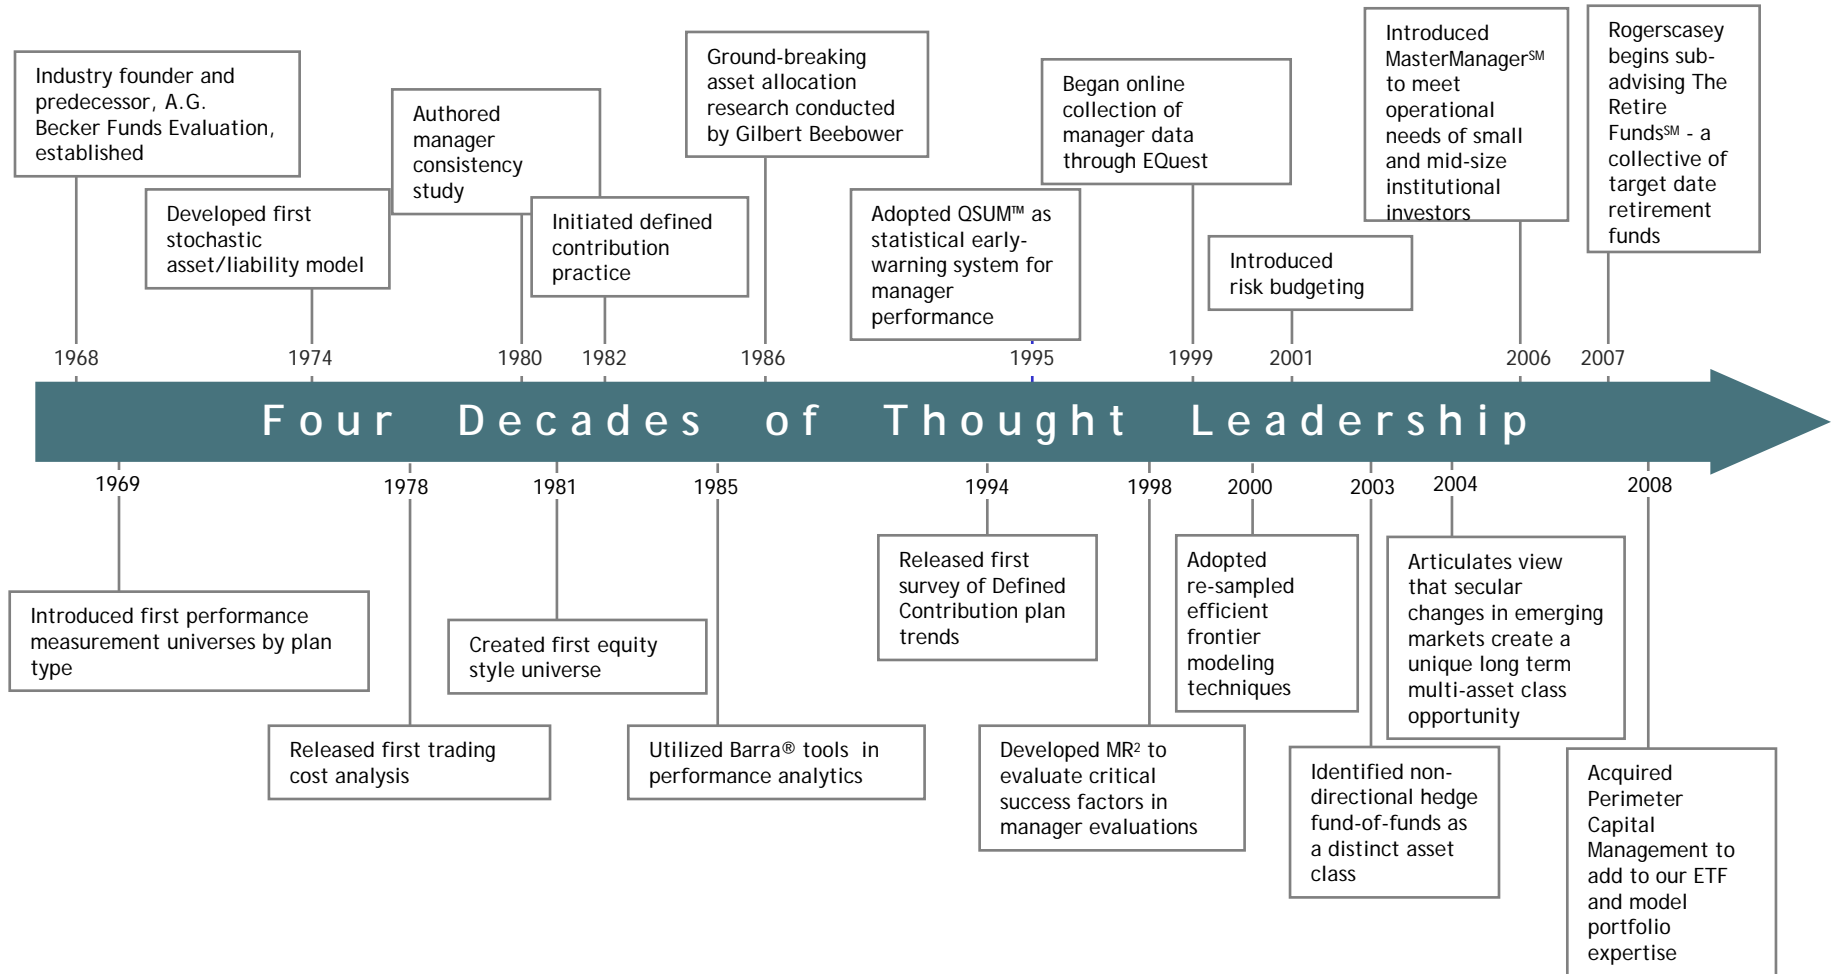 Industry founder and
predecessor, A.G.
Becker Funds Evaluation,
established
Developed first
stochastic
asset/liability model
Authored
manager
consistency
study
Initiated defined
contribution
practice
Ground-breaking
asset allocation
research conducted
by Gilbert Beebower
Adopted QSUM™ as
statistical early-
warning system for
manager
performance
Began online
collection of
manager data
through EQuest
Introduced
risk budgeting
Introduced
MasterManager℠
to meet
operational
needs of small
and mid-size
institutional
investors
Rogerscasey
begins sub-
advising The
Retire
Funds℠ - a
collective of
target date
retirement
funds
1968
1974
1980
1982
1986
1995
1999
2001
2006
2007
Four Decades of Thought Leadership
1969
1978
1981
1985
1994
1998
2000
2003
2004
2008
Introduced first performance
measurement universes by plan
type
Released first trading
cost analysis
Created first equity
style universe
Utilized Barra® tools in
performance analytics
Released first
survey of Defined
Contribution plan
trends
Developed MR² to
evaluate critical
success factors in
manager evaluations
Adopted
re-sampled
efficient
frontier
modeling
techniques
Identified non-
directional hedge
fund-of-funds as
a distinct asset
class
Articulates view
that secular
changes in emerging
markets create a
unique long term
multi-asset class
opportunity
Acquired
Perimeter
Capital
Management to
add to our ETF
and model
portfolio
expertise